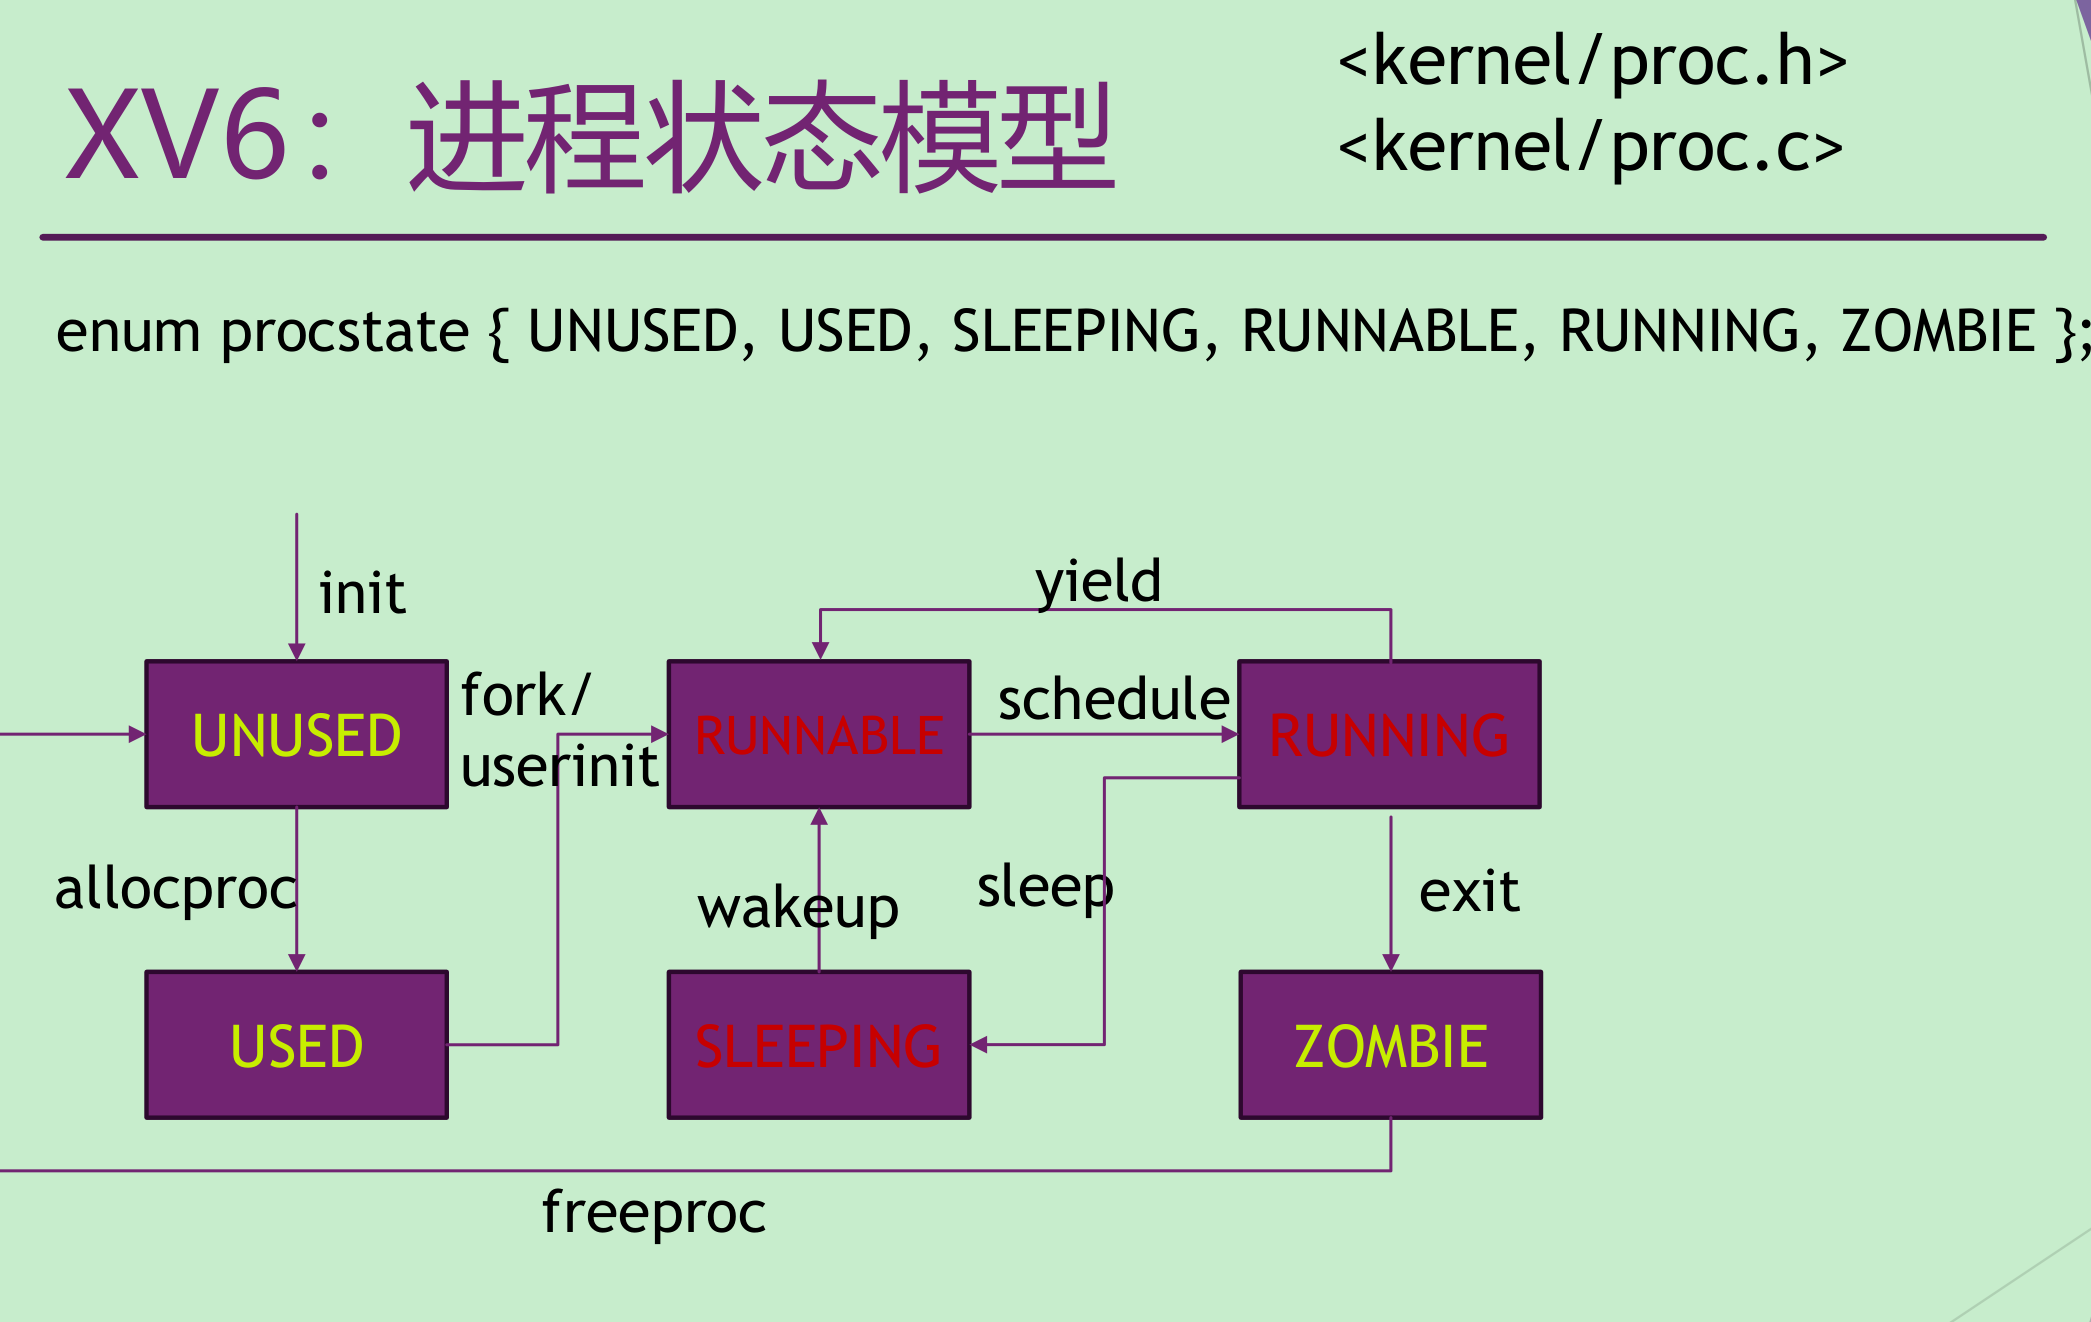 XV6：进程状态模型
<kernel/proc.h>
<kernel/proc.c>
enum procstate { UNUSED, USED, SLEEPING, RUNNABLE, RUNNING, ZOMBIE };
init
yield
UNUSED
fork/
userinit
RUNNABLE
schedule
RUNNING
allocproc
wakeup
sleep
exit
USED
SLEEPING
ZOMBIE
freeproc